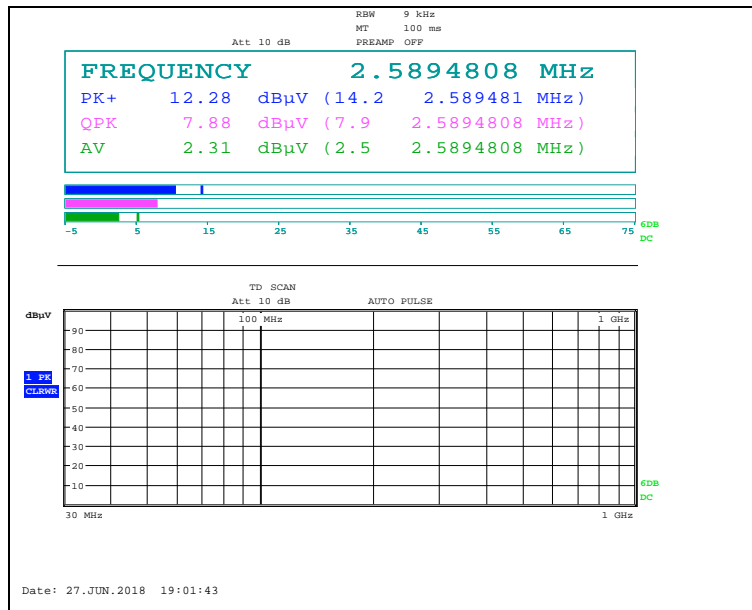 RBW 9 kHz
MT 100 ms
Att 10 dB PREAMP OFF
FREQUENCY 2.5894808 MHz
PK+ 12.28 dBµV (14.2 2.589481 MHz)
QPK 7.88 dBµV (7.9 2.5894808 MHz)
AV 2.31 dBµV (2.5 2.5894808 MHz)
-5 5 15 25 35 45 55 65 75
6DB
DC
TD SCAN
Att 10 dB AUTO PULSE
dBµV
100 MHz 1 GHz
90
80
70
1 PK
CLRWR
60
50
40
30
20
10
6DB
DC
30 MHz 1 GHz
Date: 27.JUN.2018 19:01:43